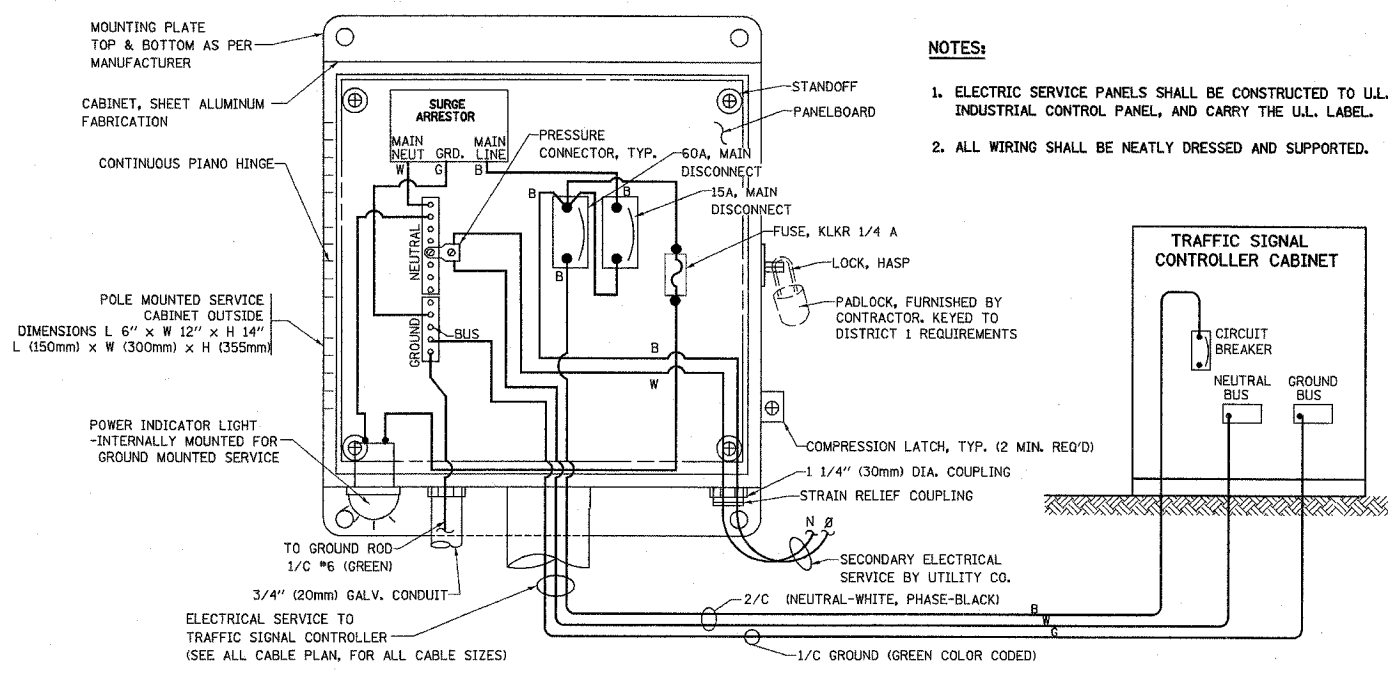 MOUNTING PLATE
TOP & BOTTOM AS PER
MANUFACTURER
CABINET, SHEET ALUMINUM
FABRICATION
CONTINUOUS PIANO HINGE
POLE MOUNTED SERVICE
CABINET OUTSIDE
DIMENSIONS L 6" x W 12" x H 14"
L (150mm) x W (300mm) x H (355mm)
POWER INDICATOR LIGHT
-INTERNALLY MOUNTED FOR
GROUND MOUNTED SERVICE
SURGE
ARRESTOR
MAIN
NEUT
GRD.
MAIN
LINE
W
G
B
PRESSURE
CONNECTOR, TYP.
STANDOFF
PANELBOARD
60A, MAIN
DISCONNECT
15A, MAIN
DISCONNECT
B
B
B
FUSE, KLKR 1/4 A
LOCK, HASP
PADLOCK, FURNISHED BY
CONTRACTOR. KEYED TO
DISTRICT 1 REQUIREMENTS
NEUTRAL
GROUND
BUS
B
W
COMPRESSION LATCH, TYP. (2 MIN. REQ'D)
1 1/4" (30mm) DIA. COUPLING
STRAIN RELIEF COUPLING
N Ø
SECONDARY ELECTRICAL
SERVICE BY UTILITY CO.
TO GROUND ROD
1/C #6 (GREEN)
3/4" (20mm) GALV. CONDUIT
ELECTRICAL SERVICE TO
TRAFFIC SIGNAL CONTROLLER
(SEE ALL CABLE PLAN, FOR ALL CABLE SIZES)
2/C (NEUTRAL-WHITE, PHASE-BLACK)
B
W
G
1/C GROUND (GREEN COLOR CODED)
NOTES:
1. ELECTRIC SERVICE PANELS SHALL BE CONSTRUCTED TO U.L.
INDUSTRIAL CONTROL PANEL, AND CARRY THE U.L. LABEL.
2. ALL WIRING SHALL BE NEATLY DRESSED AND SUPPORTED.
TRAFFIC SIGNAL
CONTROLLER CABINET
CIRCUIT
BREAKER
NEUTRAL
BUS
GROUND
BUS